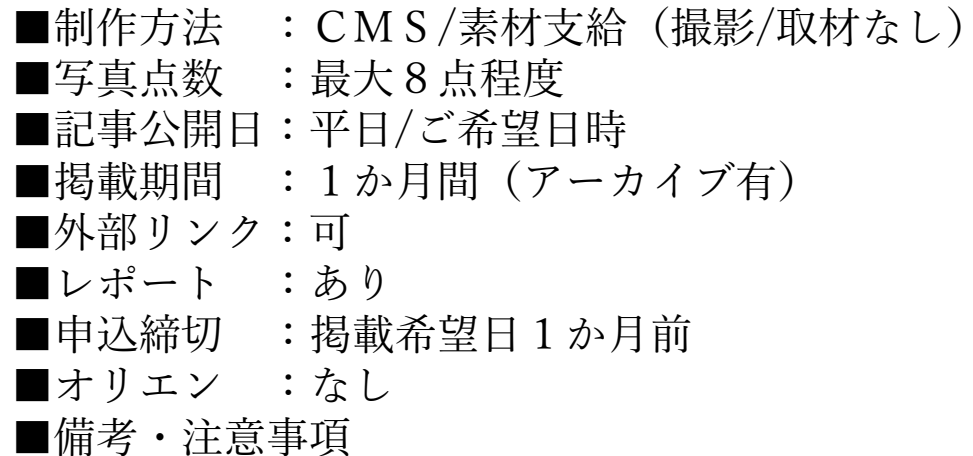 ■制作方法　：ＣＭＳ/素材支給（撮影/取材なし）
■写真点数　：最大８点程度
■記事公開日：平日/ご希望日時
■掲載期間　：１か月間（アーカイブ有）
■外部リンク：可
■レポート　：あり
■申込締切　：掲載希望日１か月前
■オリエン　：なし
■備考・注意事項